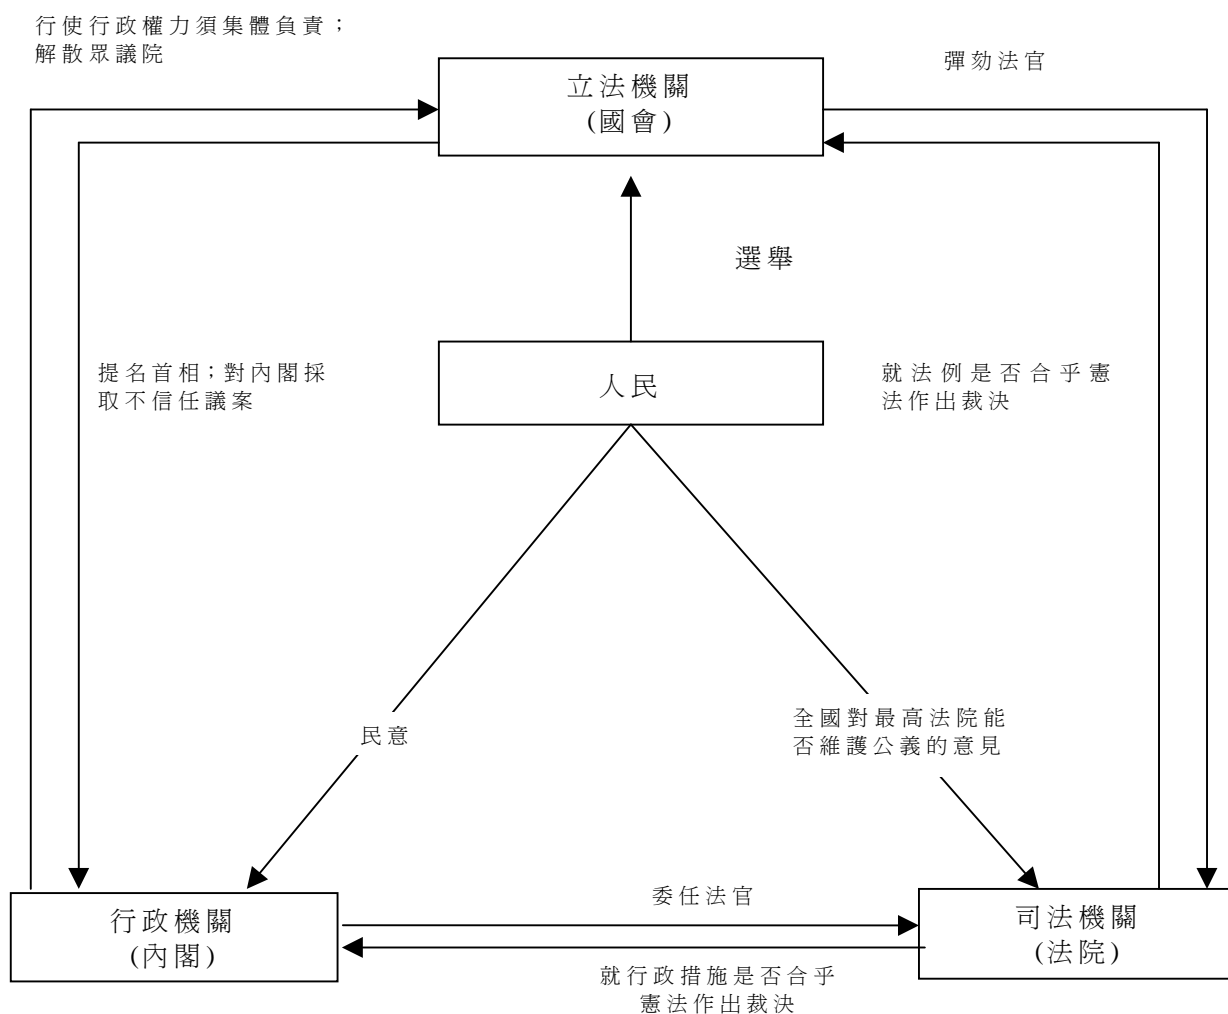 行使行政權力須集體負責；
解散眾議院
彈劾法官
立法機關
(國會)
選舉
提名首相；對內閣採
取不信任議案
人民
就法例是否合乎憲
法作出裁決
民意
全國對最高法院能
否維護公義的意見
委任法官
行政機關
(內閣)
司法機關
(法院)
就行政措施是否合乎
憲法作出裁決